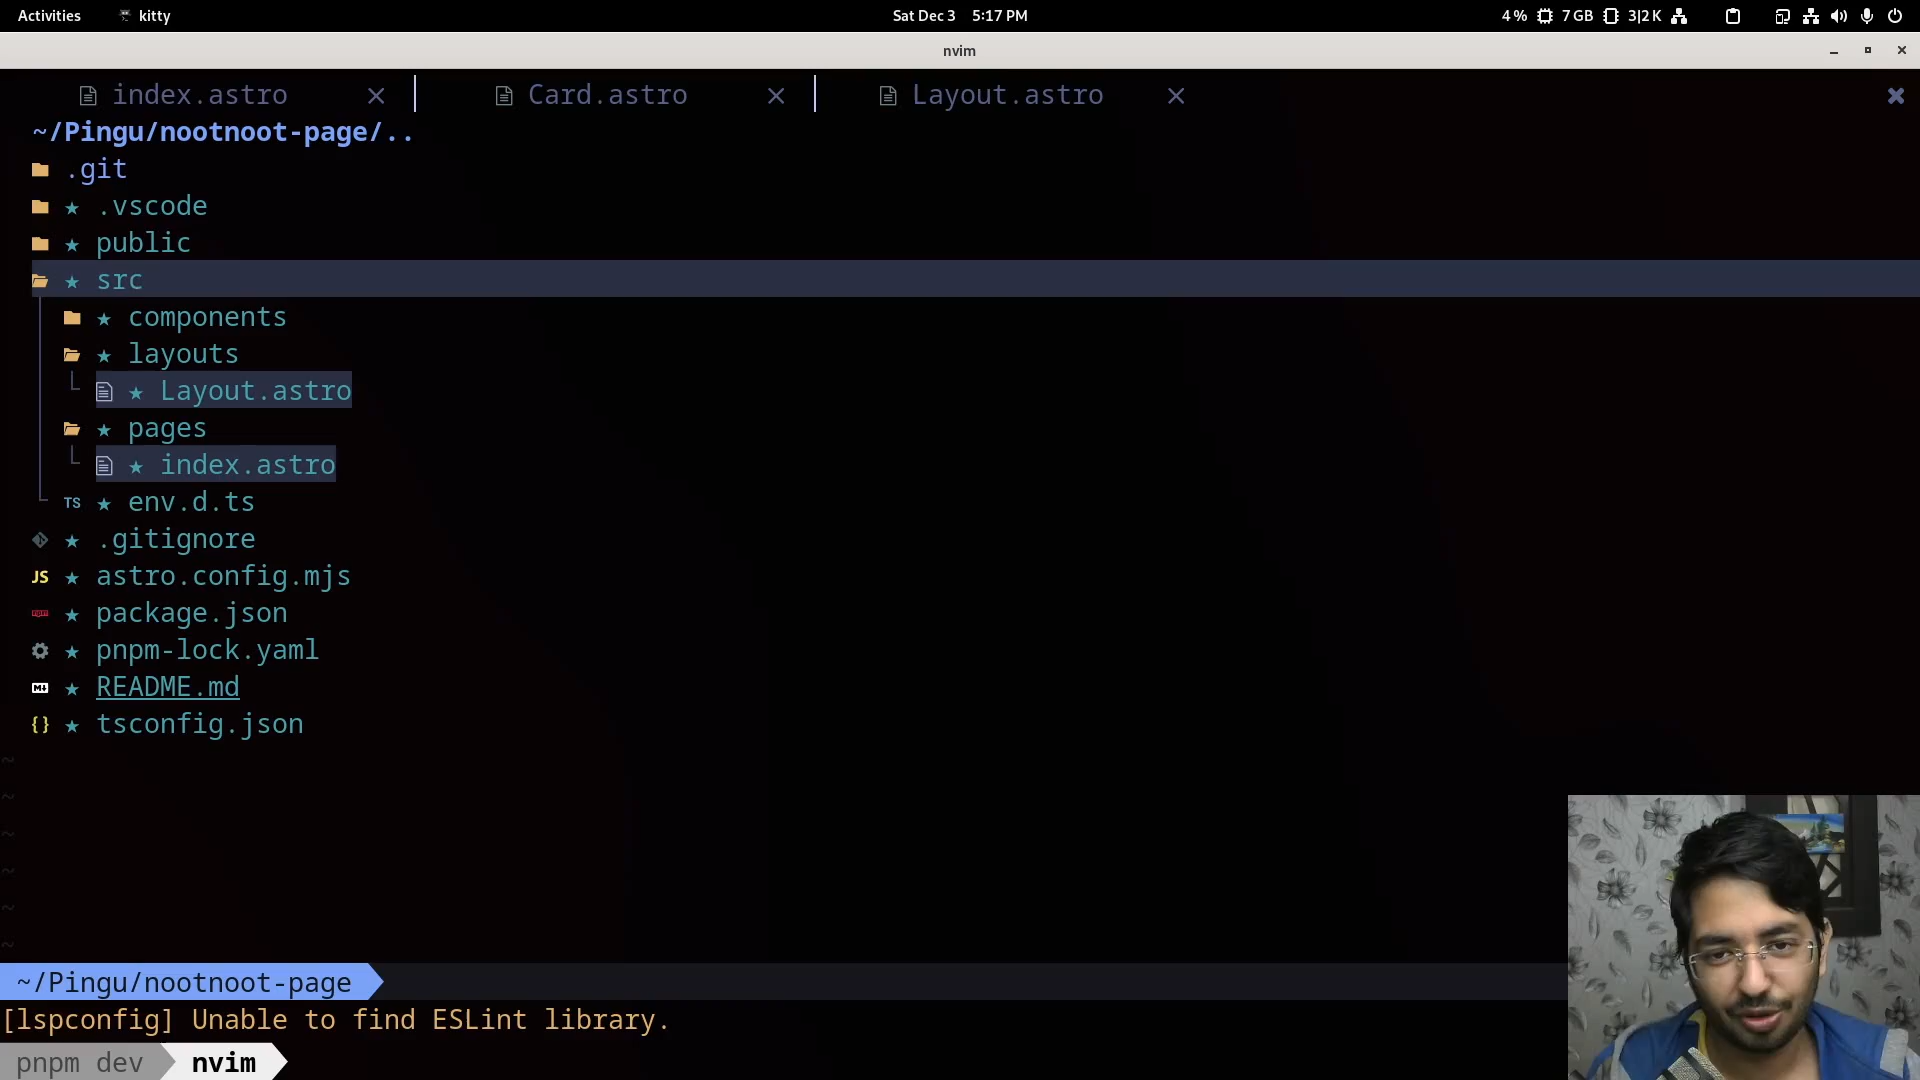 Activities kitty Sat Dec 3 5:17 PM 4 % 7 GB 3|2 K
nvim
index.astro Card.astro Layout.astro
~/Pingu/nootnoot-page/..
.git
.vscode
public
src
components
layouts
Layout.astro
pages
index.astro
TS env.d.ts
.gitignore
JS astro.config.mjs
npm package.json
pnpm-lock.yaml
README.md
{} tsconfig.json
~
~
~
~
~
~
~/Pingu/nootnoot-page
[lspconfig] Unable to find ESLint library.
pnpm dev nvim